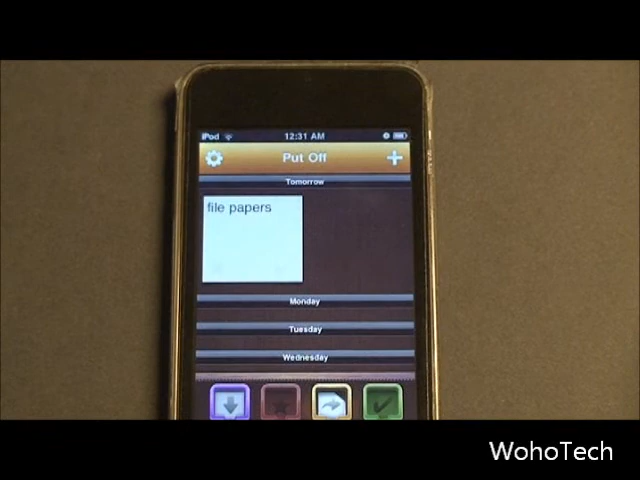 iPod 12:31 AM
Put Off
Tomorrow
file papers
Monday
Tuesday
Wednesday
WohoTech